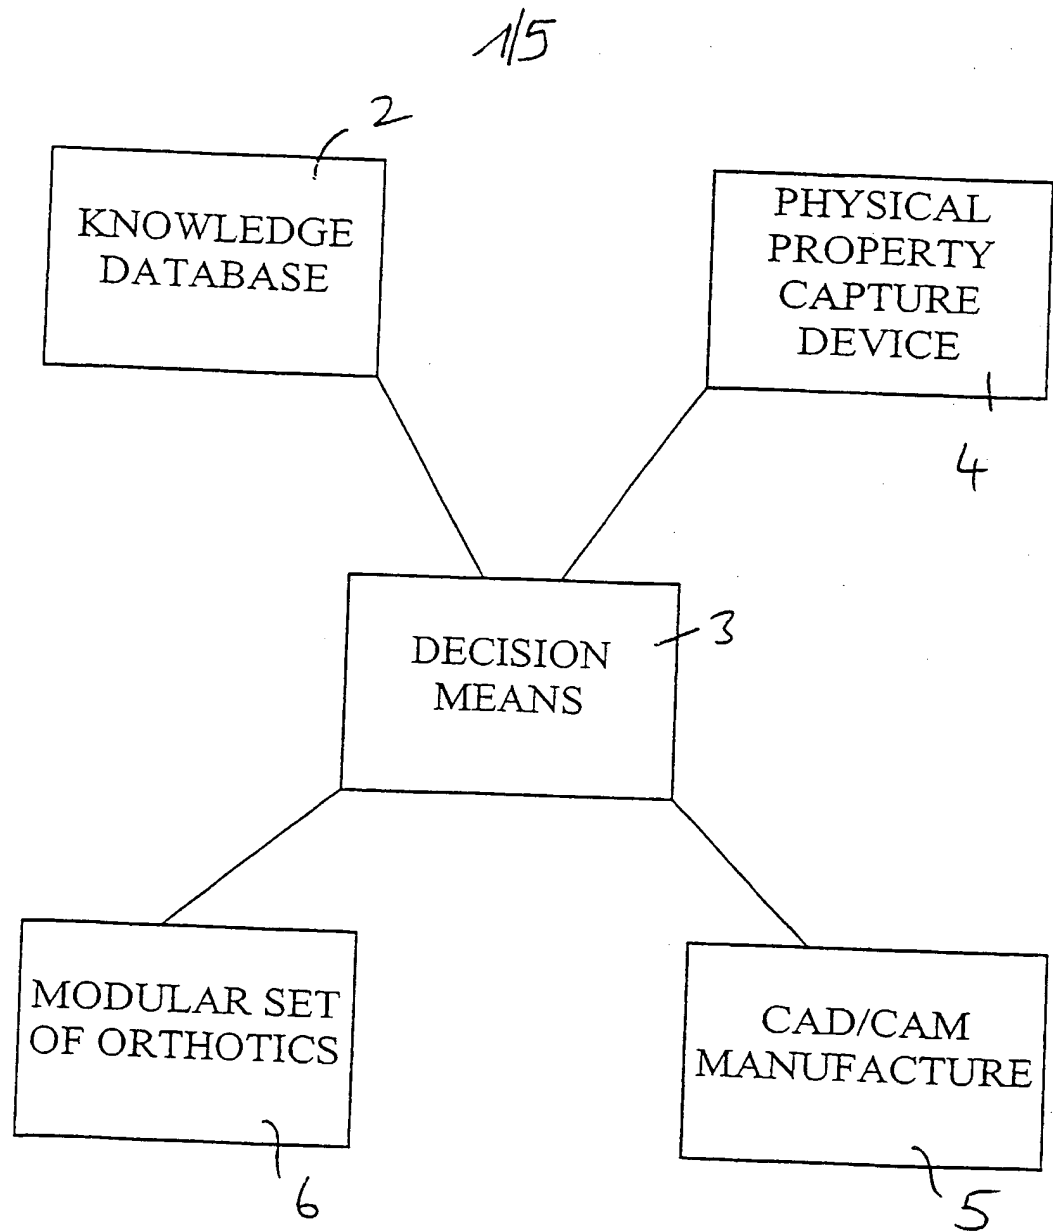 1/5
2
KNOWLEDGE
DATABASE
PHYSICAL
PROPERTY
CAPTURE
DEVICE
4
DECISION
MEANS
3
MODULAR SET
OF ORTHOTICS
6
CAD/CAM
MANUFACTURE
5